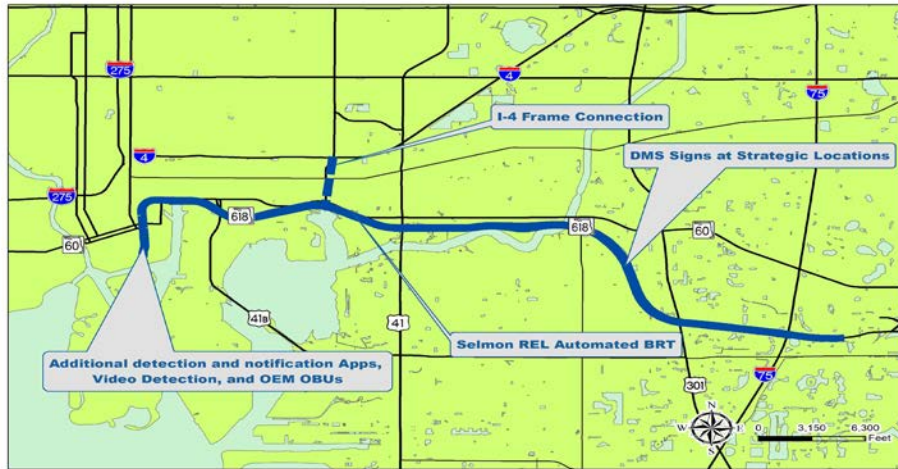 275
4
75
I-4 Frame Connection
DMS Signs at Strategic Locations
4
275
618
618
60
60
41B
41
Selmon REL Automated BRT
Additional detection and notification Apps,
Video Detection, and OEM OBUs
75
301
N
W E
S
0 3,150 6,300
Feet